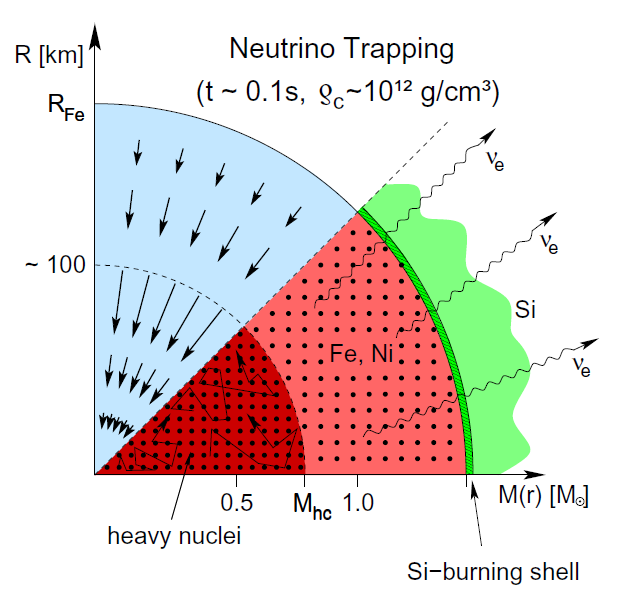 Neutrino Trapping
(t ~ 0.1s, ϱc~10¹² g/cm³)
R [km]
RFe
νe
νe
~ 100
Si
Fe, Ni
νe
0.5 Mhc 1.0 M(r) [M☉]
heavy nuclei
Si−burning shell